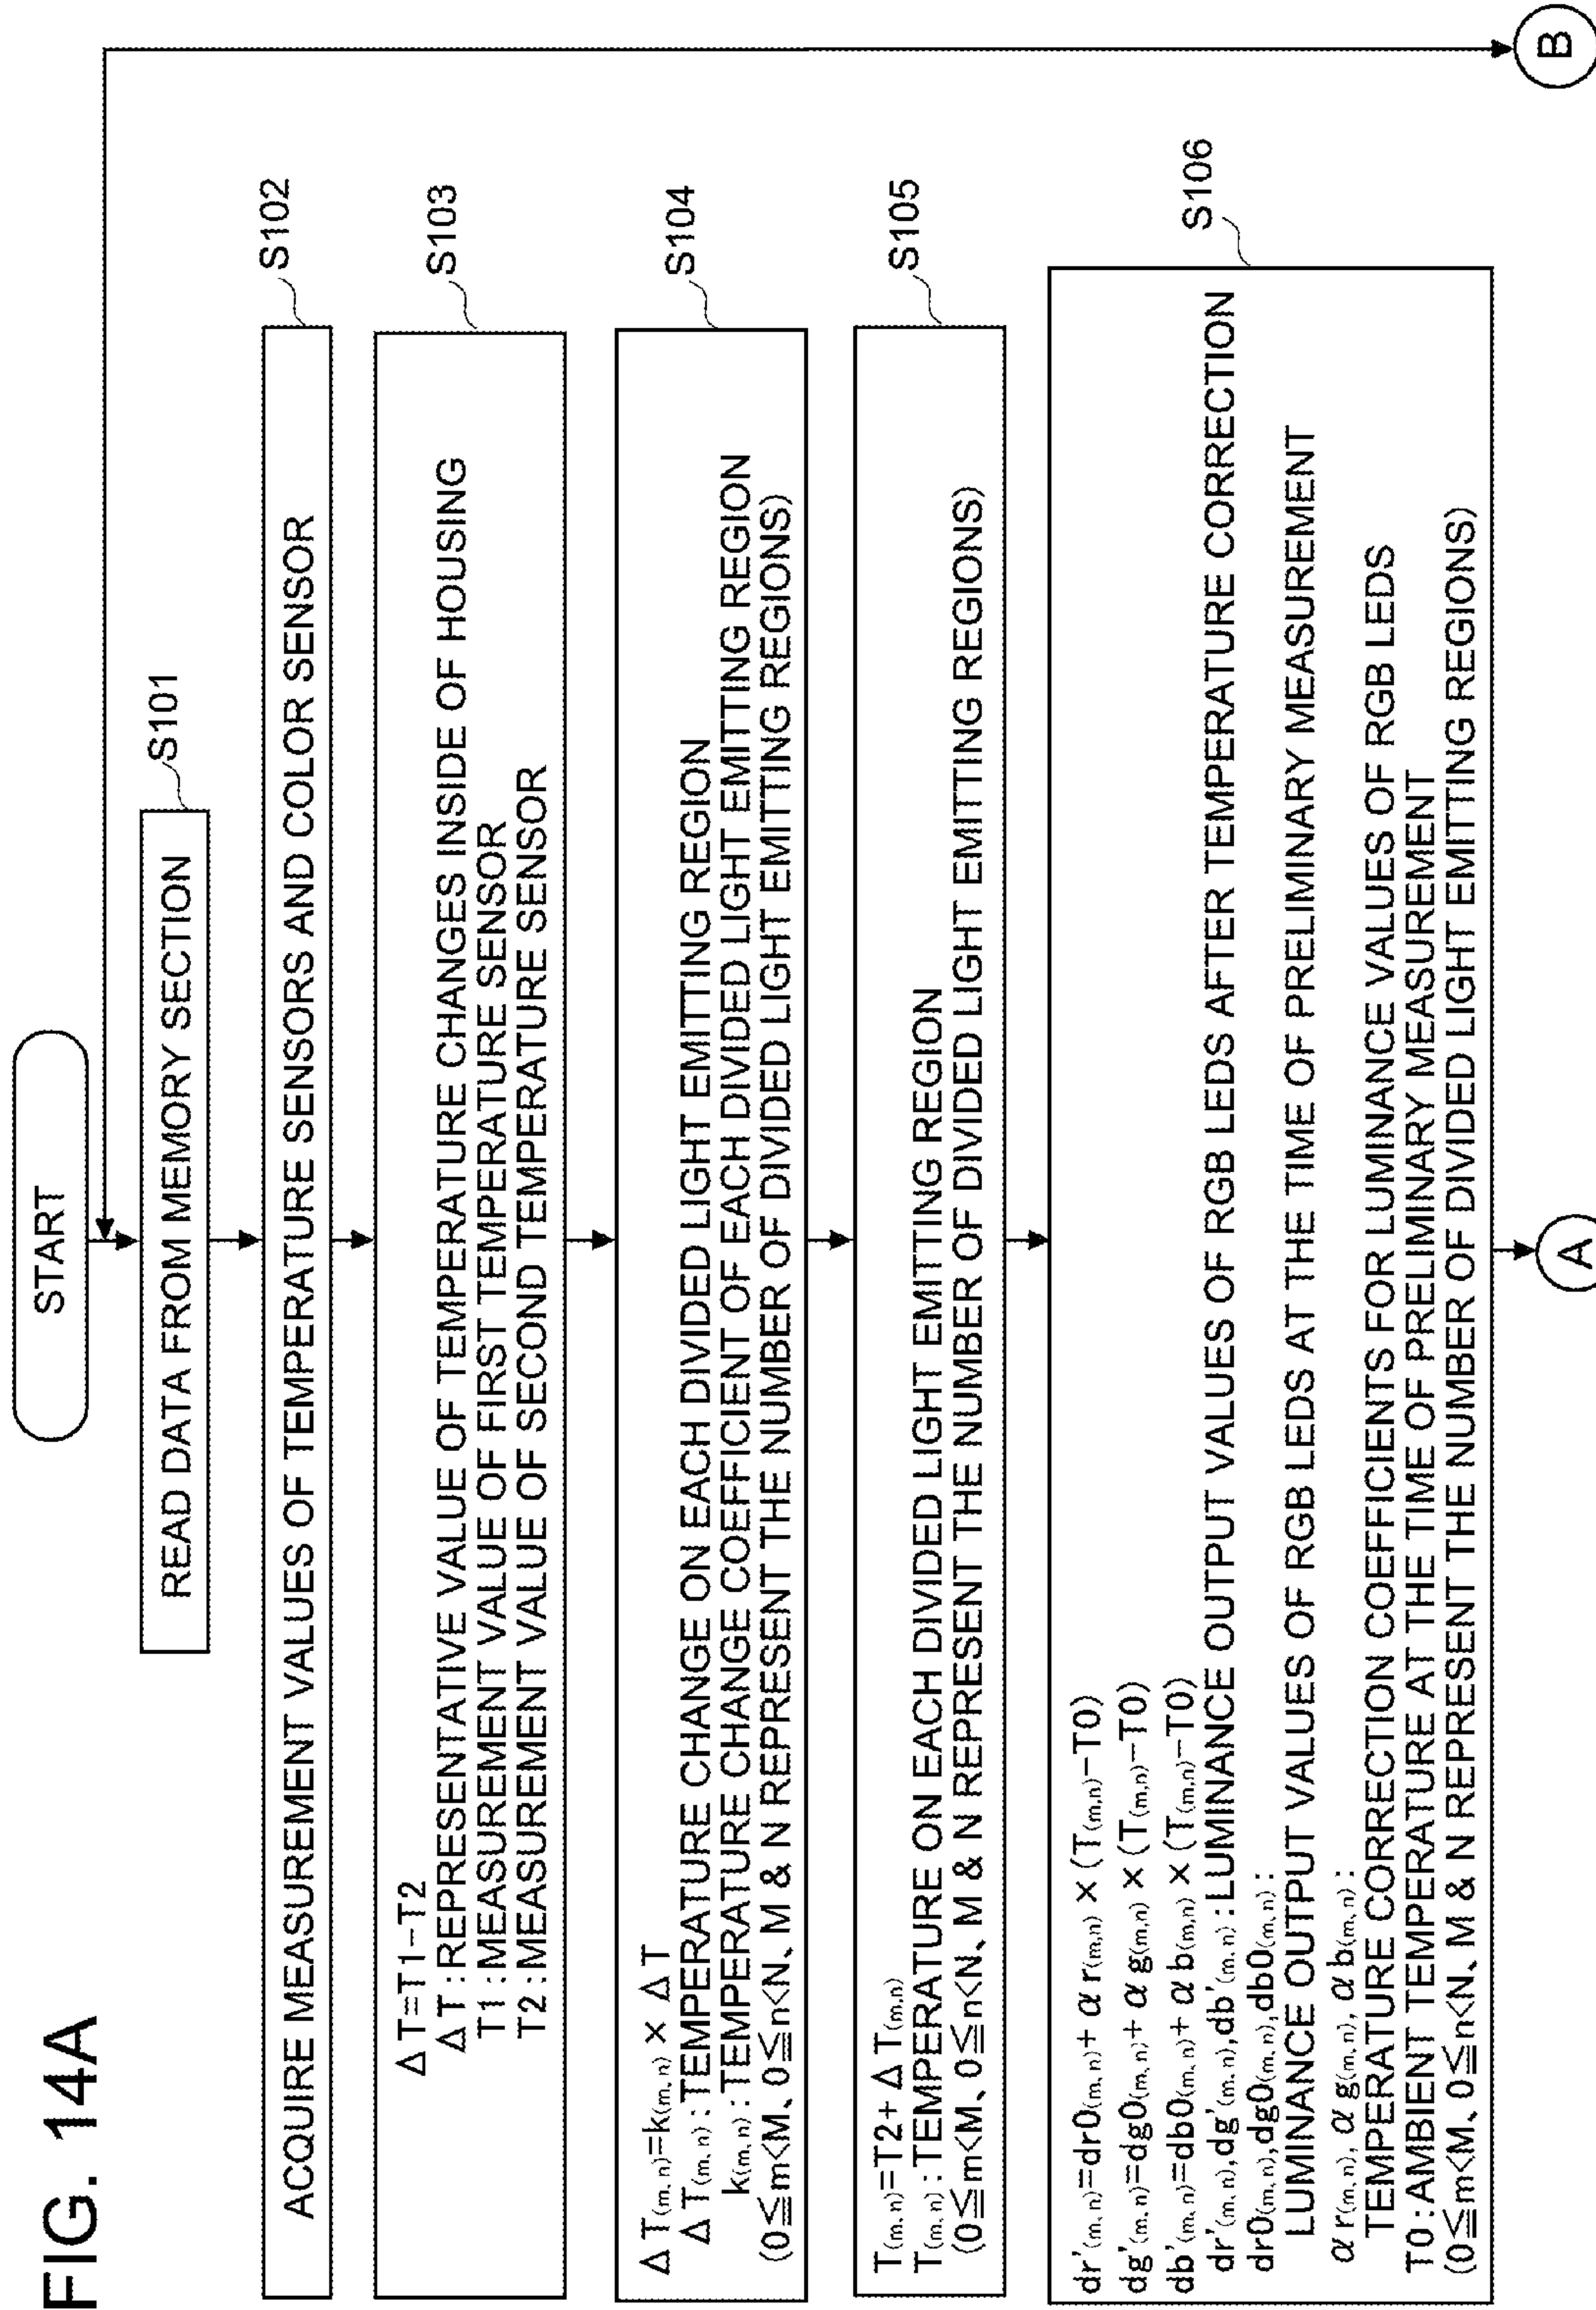 FIG. 14A
START
READ DATA FROM MEMORY SECTION
S101
ACQUIRE MEASUREMENT VALUES OF TEMPERATURE SENSORS AND COLOR SENSOR
S102
ΔT=T1-T2
ΔT:REPRESENTATIVE VALUE OF TEMPERATURE CHANGES INSIDE OF HOUSING
T1:MEASUREMENT VALUE OF FIRST TEMPERATURE SENSOR
T2:MEASUREMENT VALUE OF SECOND TEMPERATURE SENSOR
S103
ΔT(m,n)=k(m,n)×ΔT
ΔT(m,n):TEMPERATURE CHANGE ON EACH DIVIDED LIGHT EMITTING REGION
k(m,n):TEMPERATURE CHANGE COEFFICIENT OF EACH DIVIDED LIGHT EMITTING REGION
(0≦m<M、0≦n<N、M & N REPRESENT THE NUMBER OF DIVIDED LIGHT EMITTING REGIONS)
S104
T(m,n)=T2+ΔT(m,n)
T(m,n):TEMPERATURE ON EACH DIVIDED LIGHT EMITTING REGION
(0≦m<M、0≦n<N、M & N REPRESENT THE NUMBER OF DIVIDED LIGHT EMITTING REGIONS)
S105
dr'(m,n)=dr0(m,n)+αr(m,n)×(T(m,n)-T0)
dg'(m,n)=dg0(m,n)+αg(m,n)×(T(m,n)-T0)
db'(m,n)=db0(m,n)+αb(m,n)×(T(m,n)-T0)
dr'(m,n),dg'(m,n),db'(m,n):LUMINANCE OUTPUT VALUES OF RGB LEDS AFTER TEMPERATURE CORRECTION
dr0(m,n),dg0(m,n),db0(m,n):
LUMINANCE OUTPUT VALUES OF RGB LEDS AT THE TIME OF PRELIMINARY MEASUREMENT
αr(m,n),αg(m,n),αb(m,n):
TEMPERATURE CORRECTION COEFFICIENTS FOR LUMINANCE VALUES OF RGB LEDS
T0:AMBIENT TEMPERATURE AT THE TIME OF PRELIMINARY MEASUREMENT
(0≦m<M、0≦n<N、M & N REPRESENT THE NUMBER OF DIVIDED LIGHT EMITTING REGIONS)
S106
A
B